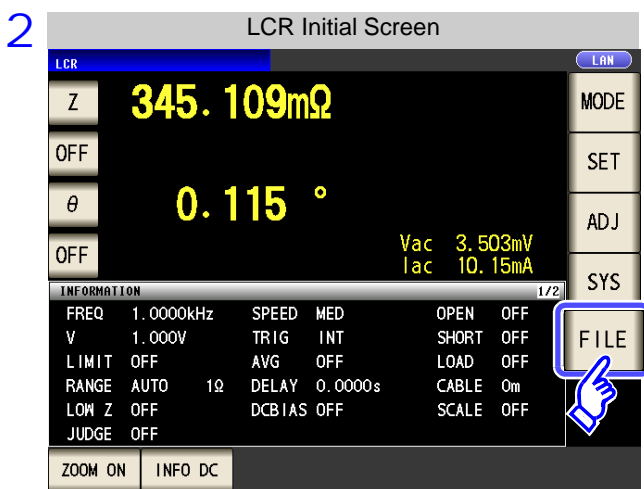 2
LCR Initial Screen
LCR
LAN
Z 345.109mΩ
MODE
OFF
SET
θ 0.115 °
ADJ
OFF
Vac 3.503mV
Iac 10.15mA
SYS
INFORMATION 1/2
FREQ 1.0000kHz SPEED MED OPEN OFF
V 1.000V TRIG INT SHORT OFF
FILE
LIMIT OFF AVG OFF LOAD OFF
RANGE AUTO 1Ω DELAY 0.0000s CABLE 0m
LOW Z OFF DCBIAS OFF SCALE OFF
JUDGE OFF
ZOOM ON INFO DC